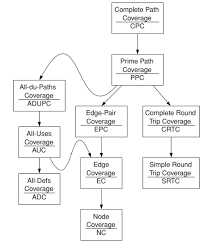 Complete Path
Coverage
CPC
Prime Path
Coverage
PPC
All-du-Paths
Coverage
ADUPC
Edge-Pair
Coverage
EPC
Complete Round
Trip Coverage
CRTC
All-Uses
Coverage
AUC
Edge
Coverage
EC
Simple Round
Trip Coverage
SRTC
All-Defs
Coverage
ADC
Node
Coverage
NC